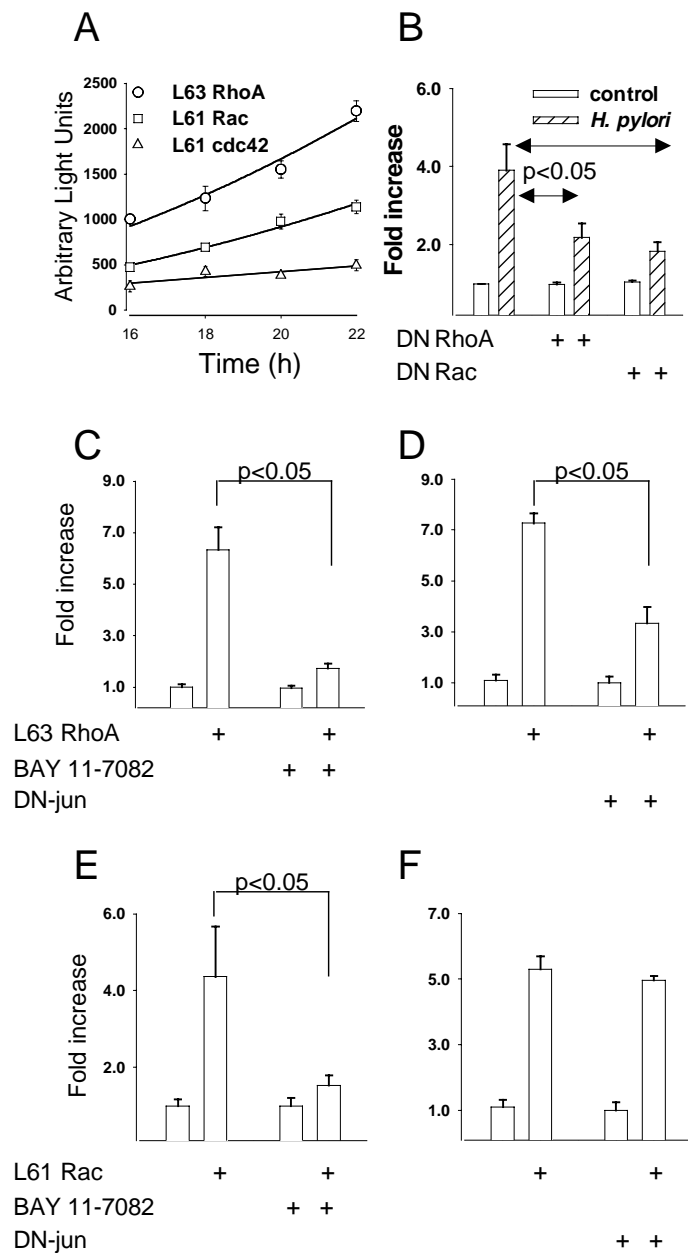 A
Arbitrary Light Units
2500
2000
1500
1000
500
0
L63 RhoA
L61 Rac
L61 cdc42
16
18
20
22
Time (h)
B
Fold increase
6.0
4.0
2.0
control
H. pylori
p<0.05
DN RhoA + +
DN Rac + +
C
Fold increase
9.0
7.0
5.0
3.0
1.0
p<0.05
D
9.0
7.0
5.0
3.0
1.0
p<0.05
L63 RhoA + + + +
BAY 11-7082 + +
DN-jun + +
E
Fold increase
6.0
4.0
2.0
p<0.05
F
7.0
5.0
3.0
1.0
L61 Rac + + + +
BAY 11-7082 + +
DN-jun + +